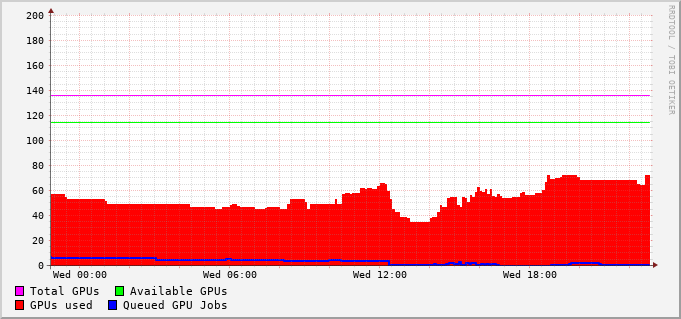 RRDTOOL / TOBI OETIKER
200
180
160
140
120
100
80
60
40
20
0
Wed 00:00 Wed 06:00 Wed 12:00 Wed 18:00
Total GPUs Available GPUs
GPUs used Queued GPU Jobs